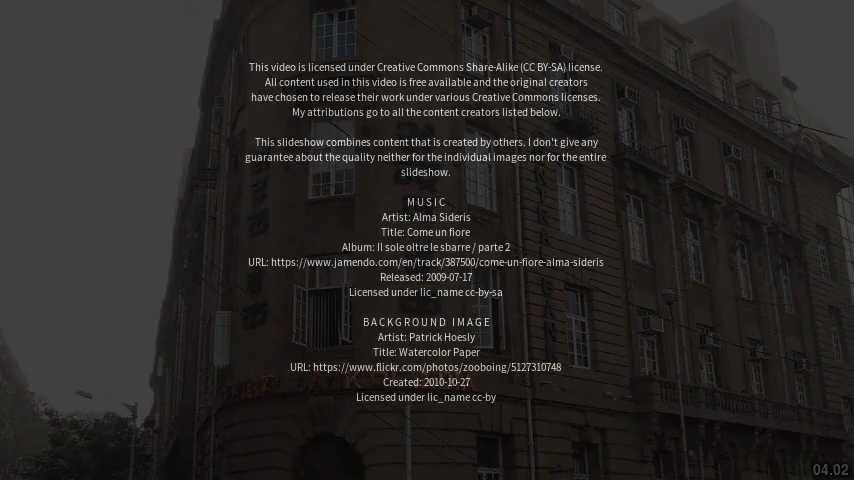 This video is licensed under Creative Commons Share-Alike (CC BY-SA) license.
All content used in this video is free available and the original creators
have chosen to release their work under various Creative Commons licenses.
My attributions go to all the content creators listed below.
This slideshow combines content that is created by others. I don't give any
guarantee about the quality neither for the individual images nor for the entire
slideshow.
MUSIC
Artist: Alma Sideris
Title: Come un fiore
Album: Il sole oltre le sbarre / parte 2
URL: https://www.jamendo.com/en/track/387500/come-un-fiore-alma-sideris
Released: 2009-07-17
Licensed under lic_name cc-by-sa
BACKGROUND IMAGE
Artist: Patrick Hoesly
Title: Watercolor Paper
URL: https://www.flickr.com/photos/zooboing/5127310748
Created: 2010-10-27
Licensed under lic_name cc-by
04.02